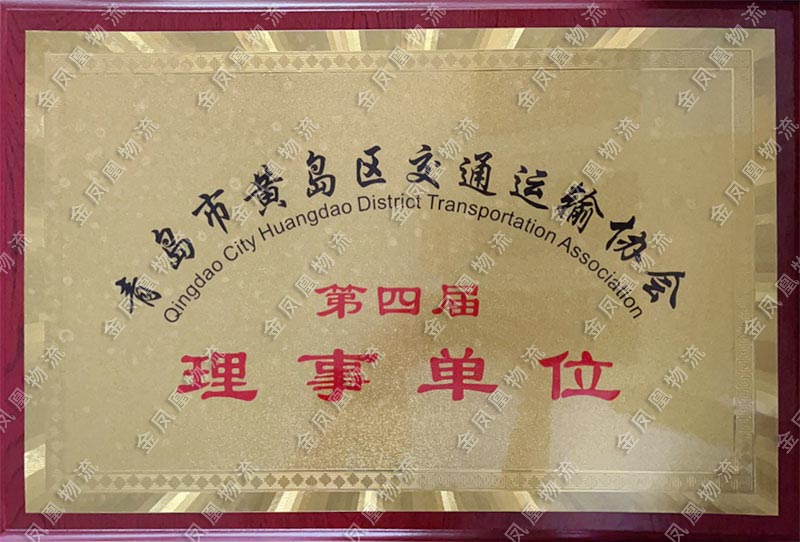 青岛市黄岛区交通运输协会
Qingdao City Huangdao District Transportation Association
第四届
理事单位
金凤凰物流